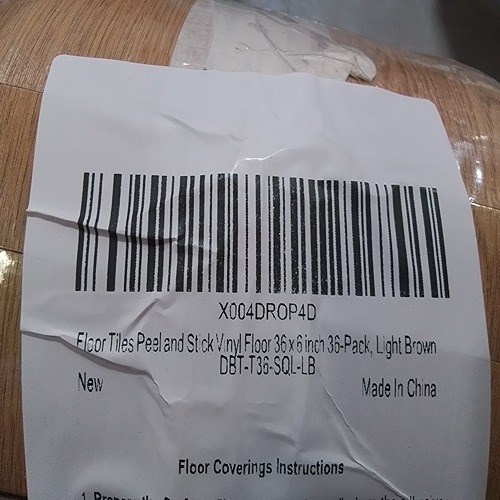 X004DROP4D
Floor Tiles Peel and Stick Vinyl Floor 36 x 6 inch 36-Pack, Light Brown
DBT-T36-SQL-LB
New
Made In China
Floor Coverings Instructions